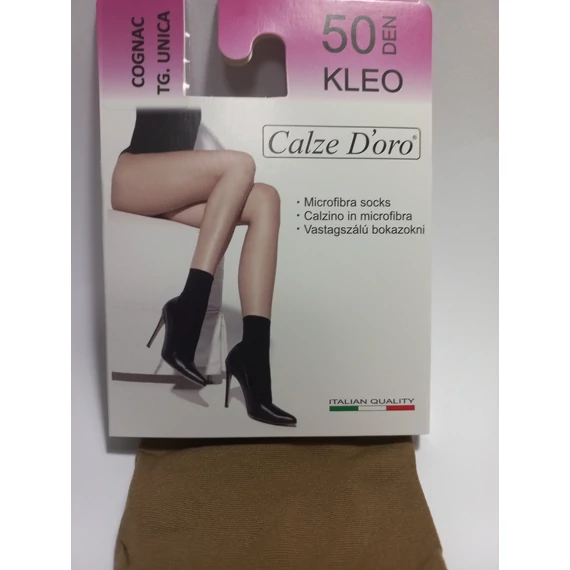 COGNAC
TG. UNICA
50 DEN
KLEO
Calze D'oro®
• Microfibra socks
• Calzino in microfibra
• Vastagszálú bokazokni
ITALIAN QUALITY